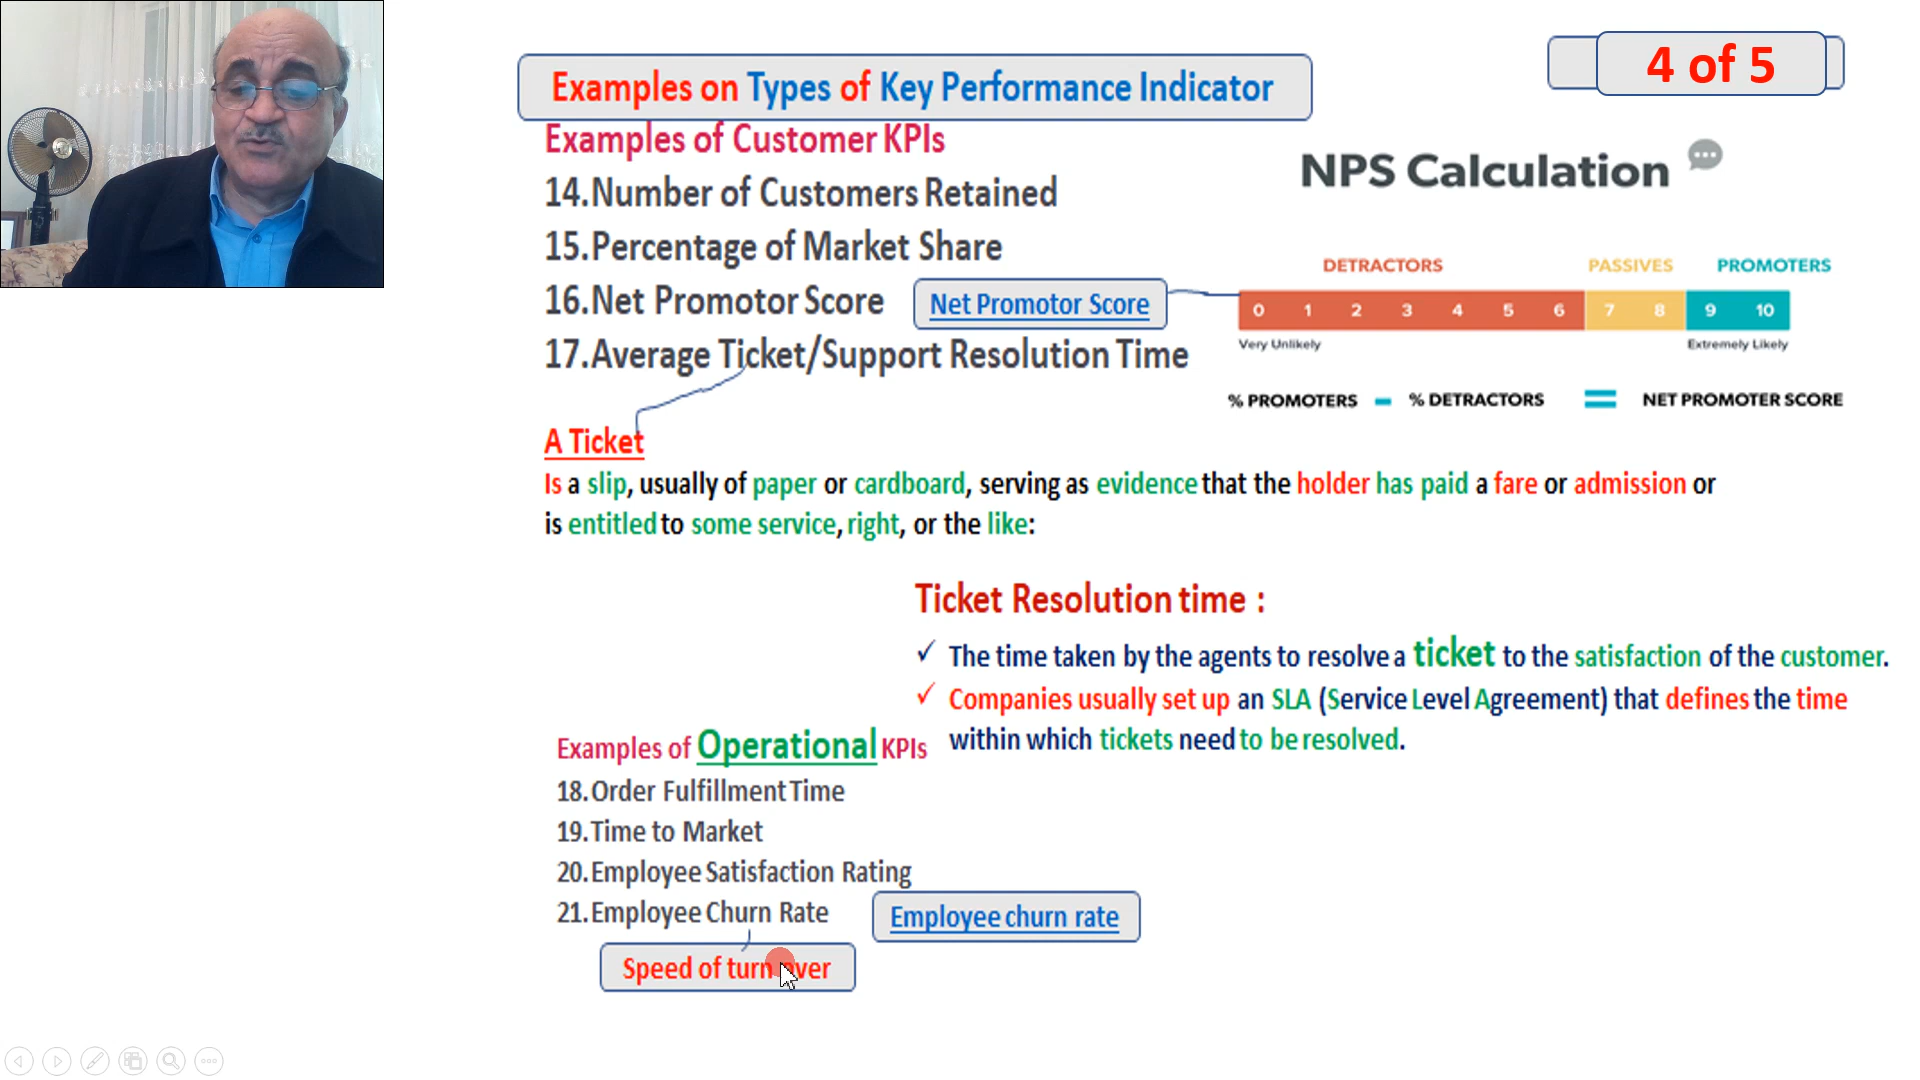 4 of 5
Examples on Types of Key Performance Indicator
Examples of Customer KPIs
14.Number of Customers Retained
15.Percentage of Market Share
16.Net Promotor Score
Net Promotor Score
17.Average Ticket/Support Resolution Time
NPS Calculation
DETRACTORS PASSIVES PROMOTERS
0 1 2 3 4 5 6 7 8 9 10
Very Unlikely Extremely Likely
% PROMOTERS - % DETRACTORS = NET PROMOTER SCORE
A Ticket
Is a slip, usually of paper or cardboard, serving as evidence that the holder has paid a fare or admission or
is entitled to some service, right, or the like:
Ticket Resolution time :
✓ The time taken by the agents to resolve a ticket to the satisfaction of the customer.
✓ Companies usually set up an SLA (Service Level Agreement) that defines the time
within which tickets need to be resolved.
Examples of Operational KPIs
18.Order Fulfillment Time
19.Time to Market
20.Employee Satisfaction Rating
21.Employee Churn Rate
Employee churn rate
Speed of turn over